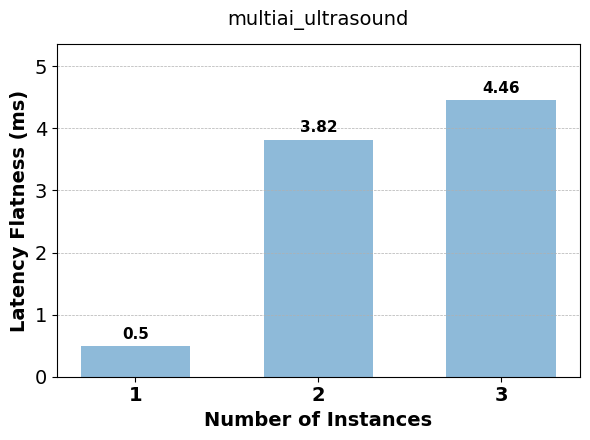 multiai_ultrasound
Latency Flatness (ms)
5
4
3
2
1
0
0.5
3.82
4.46
1 2 3
Number of Instances